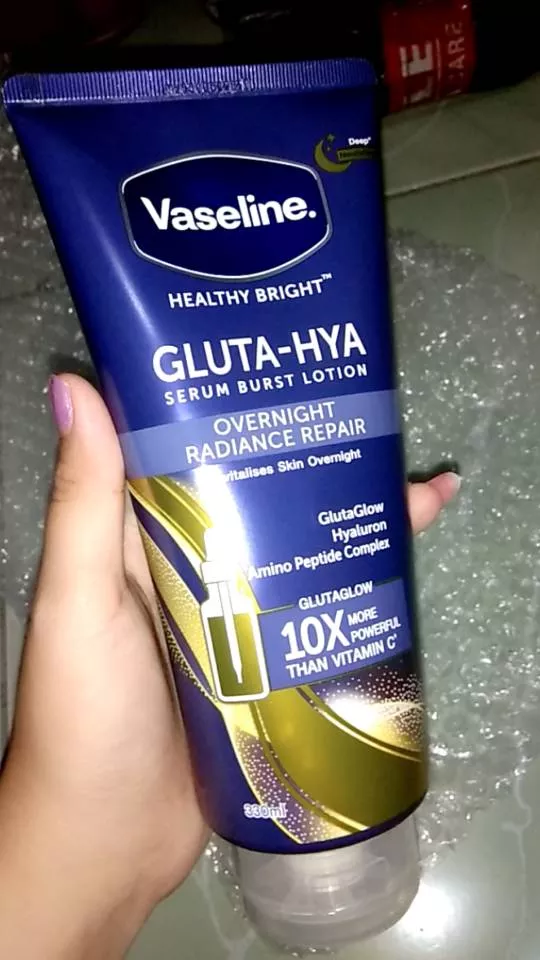 Deep
Vaseline.
HEALTHY BRIGHT™
GLUTA-HYA
SERUM BURST LOTION
OVERNIGHT
RADIANCE REPAIR
Skin Overnight
GlutaGlow
Hyaluron
Amino Peptide Complex
GLUTAGLOW
10X MORE
POWERFUL
THAN VITAMIN C*
330ml